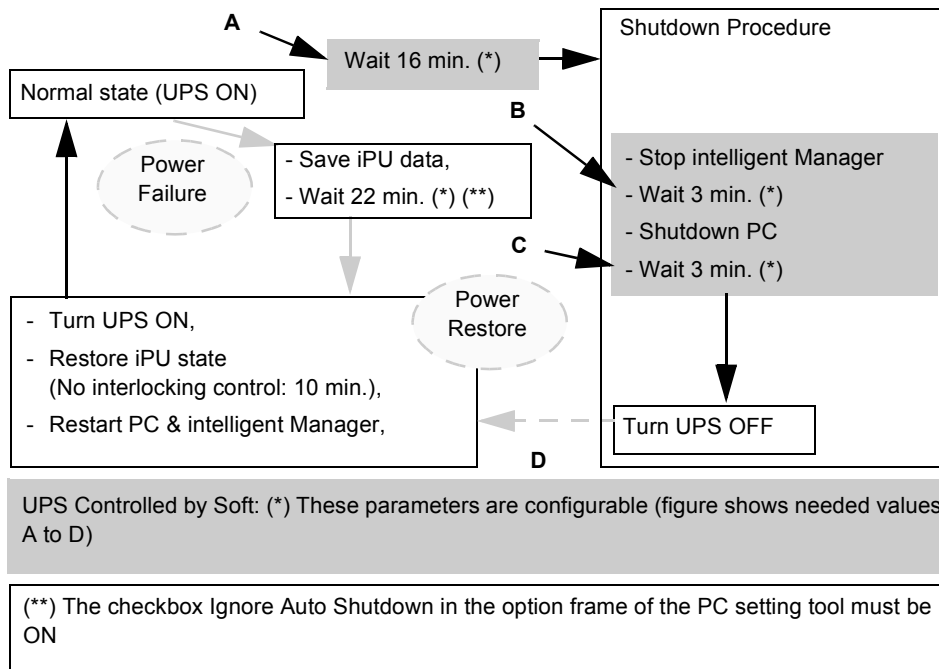 A
Wait 16 min. (*)
Shutdown Procedure
Normal state (UPS ON)
B
Power
Failure
- Save iPU data,
- Wait 22 min. (*) (**)
- Stop intelligent Manager
- Wait 3 min. (*)
- Shutdown PC
- Wait 3 min. (*)
C
Power
Restore
- Turn UPS ON,
- Restore iPU state
(No interlocking control: 10 min.),
- Restart PC & intelligent Manager,
Turn UPS OFF
D
UPS Controlled by Soft: (*) These parameters are configurable (figure shows needed values
A to D)
(**) The checkbox Ignore Auto Shutdown in the option frame of the PC setting tool must be
ON